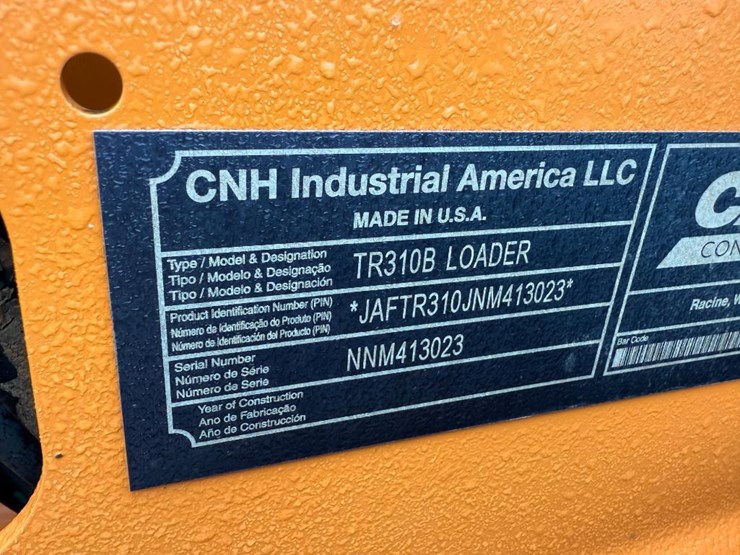 CNH Industrial America LLC
MADE IN U.S.A.
Type / Model & Designation
Tipo / Modelo & Designação
Tipo / Modelo & Designación
TR310B LOADER
Product Identification Number (PIN)
Número de Identificação do Produto (PIN)
Número de Identificación del Producto (PIN)
*JAFTR310JNM413023*
Serial Number
Número de Série
Número de Serie
NNM413023
Year of Construction
Ano de Fabricação
Año de Construcción
CON
Racine, W
Bar Code